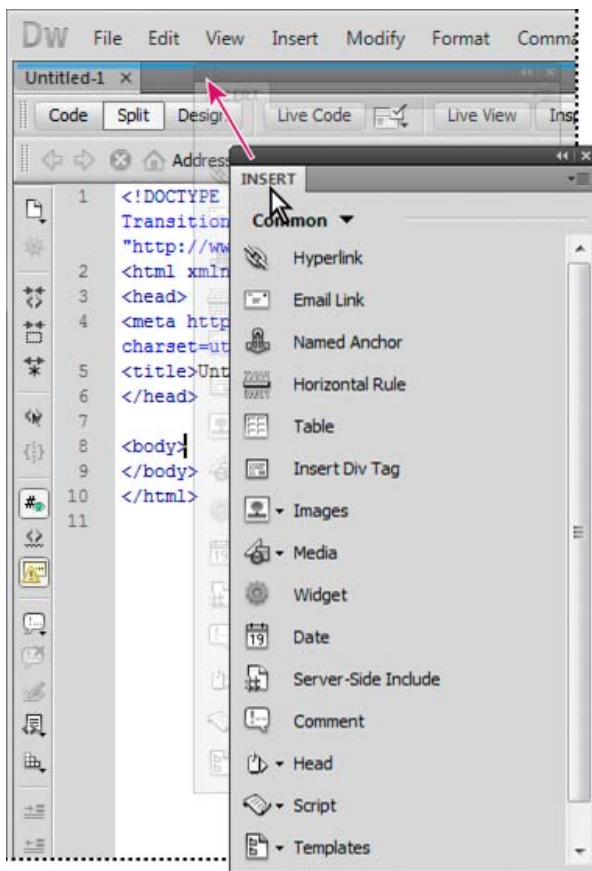 Dw File Edit View Insert Modify Format Comma
Untitled-1 ×
Code Split Design Live Code Live View Insp
Address
INSERT
INSERT
Common
1 <!DOCTYPE
Transition
"http://ww
2 <html xmln
3 <head>
4 <meta http
charset=ut
5 <title>Unt
6 </head>
7
8 <body>
9 </body>
10 </html>
11
Hyperlink
Email Link
Named Anchor
Horizontal Rule
Table
Insert Div Tag
Images
Media
Widget
19 Date
Server-Side Include
Comment
Head
Script
Templates